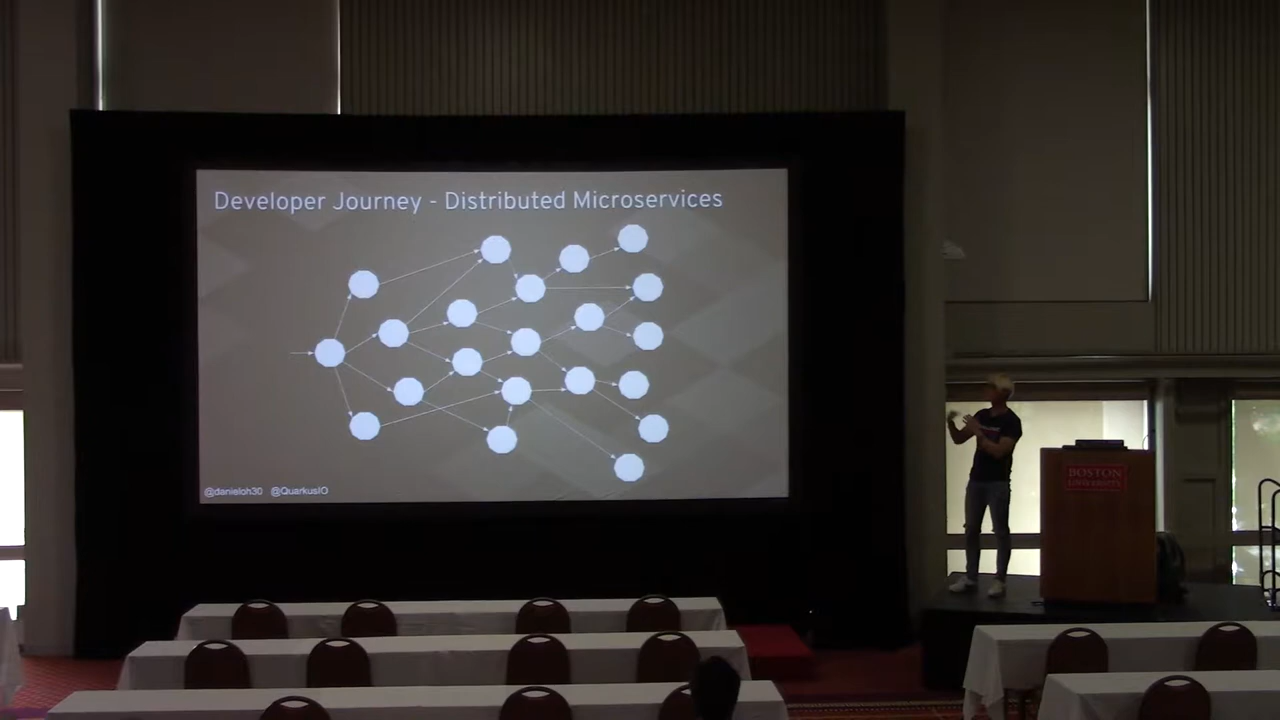 Developer Journey - Distributed Microservices
@danieloh30 @QuarkusIO
BOSTON
UNIVERSITY